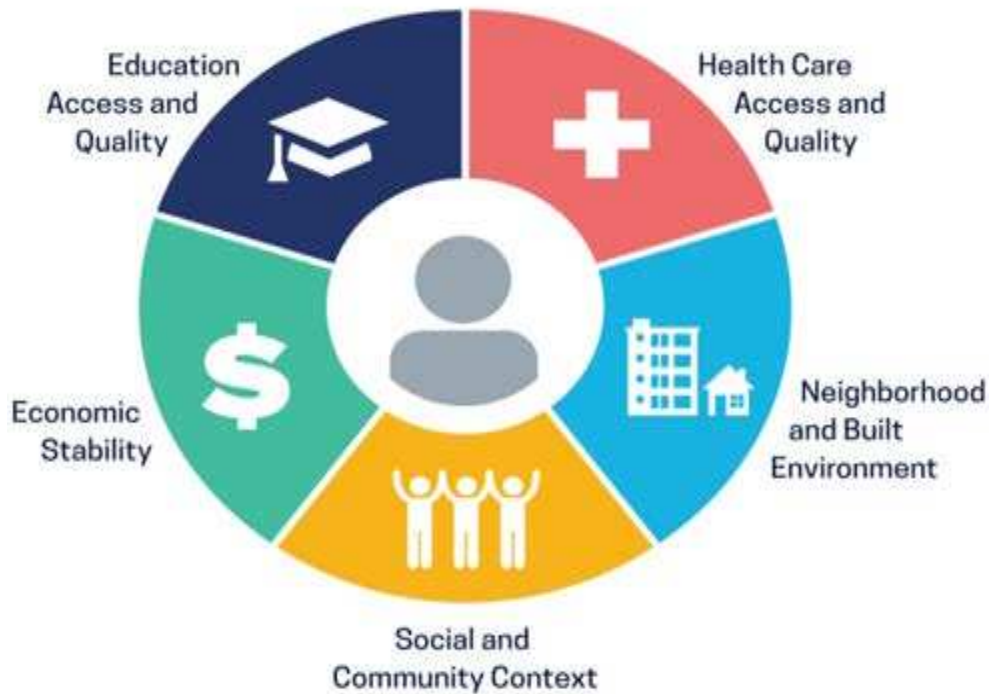 Education
Access and
Quality
Health Care
Access and
Quality
Economic
Stability
Neighborhood
and Built
Environment
Social and
Community Context